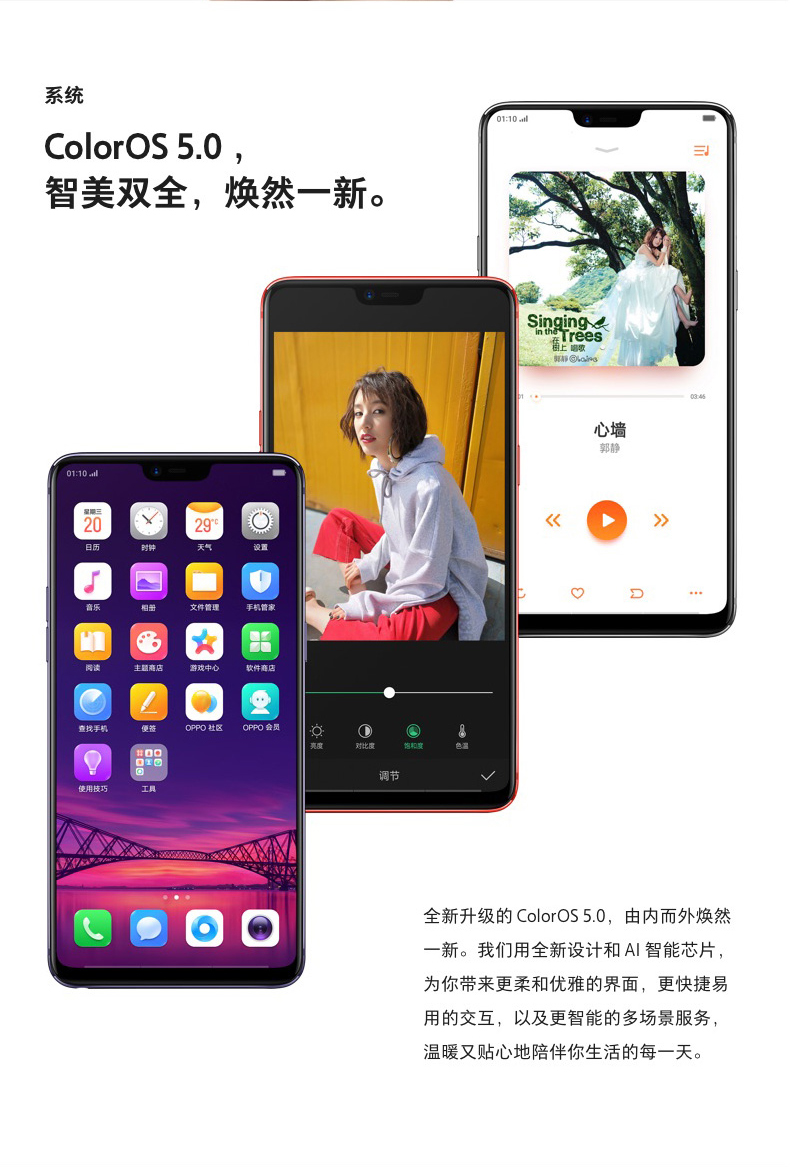 系统
ColorOS 5.0 ，
智美双全，焕然一新。
01:10
Singing
in the Trees
在树上唱歌
郭静
03:46
心墙
郭静
亮度 对比度 饱和度 色温
调节
01:10
星期三
20 29°C
日历 时钟 天气 设置
音乐 相册 文件管理 手机管家
阅读 主题商店 游戏中心 软件商店
查找手机 便签 OPPO 社区 OPPO 会员
使用技巧 工具
全新升级的 ColorOS 5.0，由内而外焕然
一新。我们用全新设计和 AI 智能芯片，
为你带来更柔和优雅的界面，更快捷易
用的交互，以及更智能的多场景服务，
温暖又贴心地陪伴你生活的每一天。